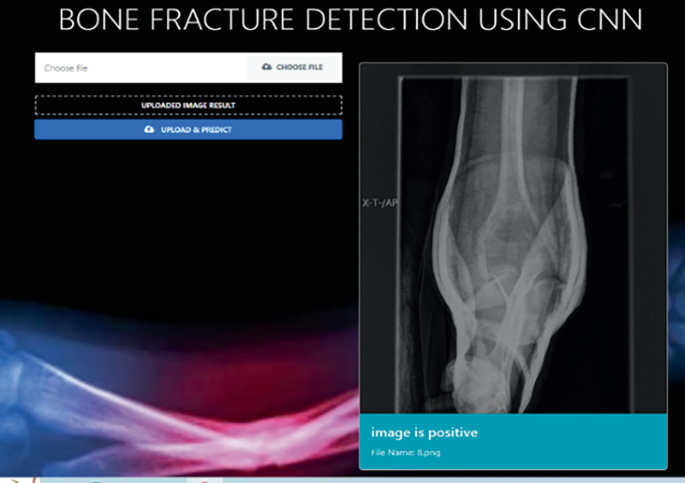 BONE FRACTURE DETECTION USING CNN
Choose file
CHOOSE FILE
UPLOADED IMAGE RESULT
UPLOAD & PREDICT
X-T-/AP
image is positive
File Name: 8.png